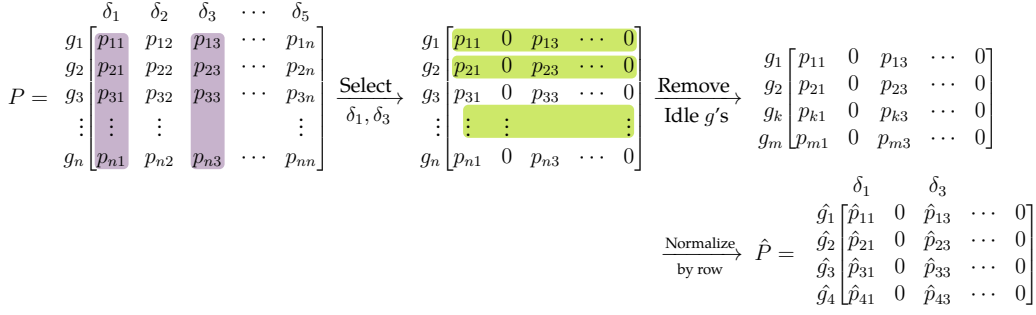 δ₁ δ₂ δ₃ ⋯ δ₅
g₁ p₁₁ p₁₂ p₁₃ ⋯ p₁ₙ
g₂ p₂₁ p₂₂ p₂₃ ⋯ p₂ₙ
P = g₃ p₃₁ p₃₂ p₃₃ ⋯ p₃ₙ
⋮ ⋮ ⋮ ⋮
gₙ pₙ₁ pₙ₂ pₙ₃ ⋯ pₙₙ
Select
δ₁, δ₃
g₁ p₁₁ 0 p₁₃ ⋯ 0
g₂ p₂₁ 0 p₂₃ ⋯ 0
g₃ p₃₁ 0 p₃₃ ⋯ 0
⋮ ⋮ ⋮ ⋮
gₙ pₙ₁ 0 pₙ₃ ⋯ 0
Remove
Idle g's
g₁ p₁₁ 0 p₁₃ ⋯ 0
g₂ p₂₁ 0 p₂₃ ⋯ 0
gₖ pₖ₁ 0 pₖ₃ ⋯ 0
gₘ pₘ₁ 0 pₘ₃ ⋯ 0
Normalize
by row
P̂ =
δ₁ δ₃
ĝ₁ p̂₁₁ 0 p̂₁₃ ⋯ 0
ĝ₂ p̂₂₁ 0 p̂₂₃ ⋯ 0
ĝ₃ p̂₃₁ 0 p̂₃₃ ⋯ 0
ĝ₄ p̂₄₁ 0 p̂₄₃ ⋯ 0